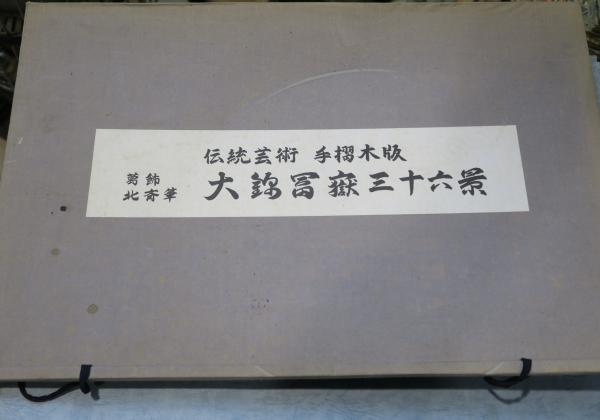 伝統芸術 手摺木版
葛飾
北斎筆
大錦冨嶽三十六景